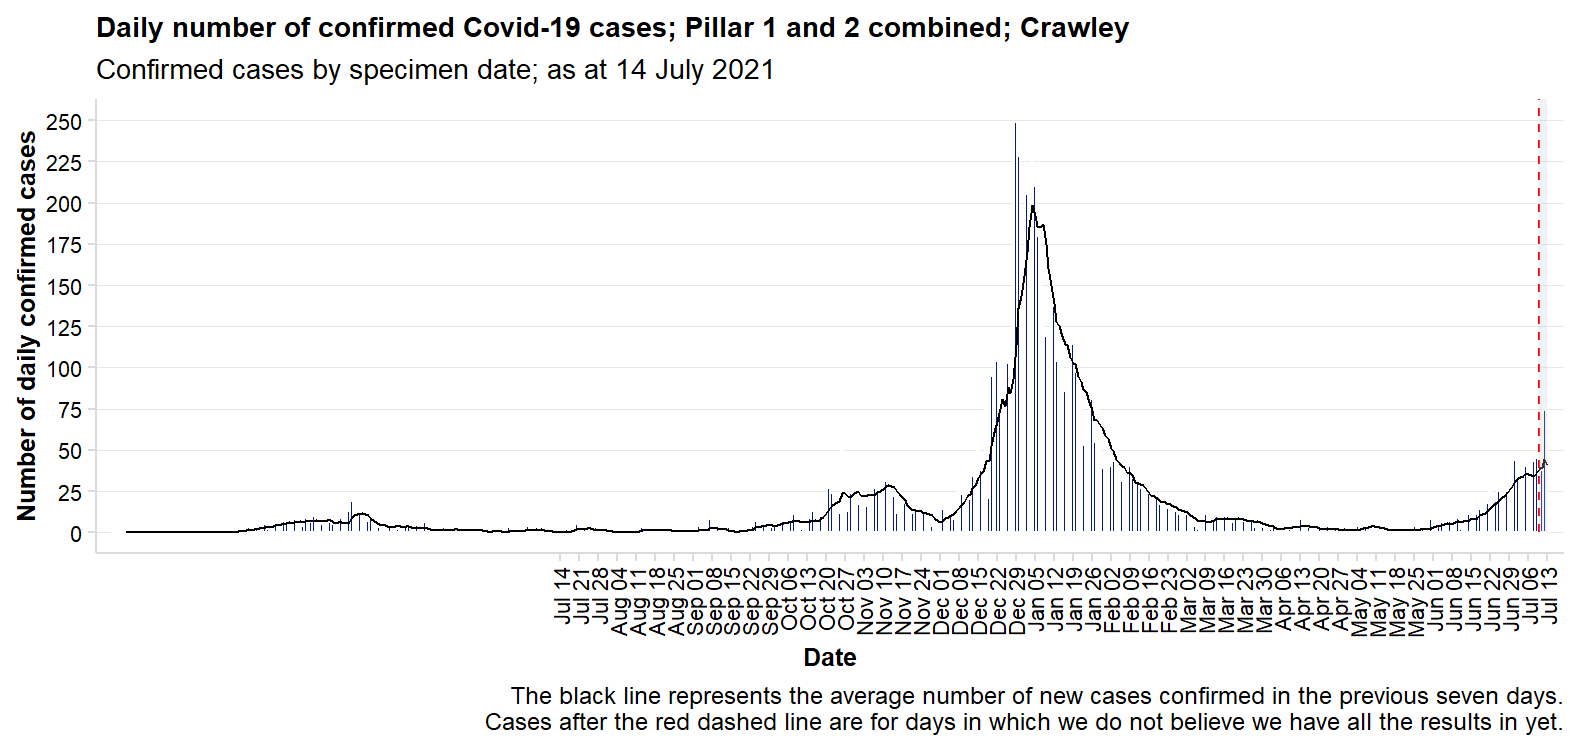 Daily number of confirmed Covid-19 cases; Pillar 1 and 2 combined; Crawley
Confirmed cases by specimen date; as at 14 July 2021
Number of daily confirmed cases
250
225
200
175
150
125
100
75
50
25
0
Jul 14
Jul 21
Jul 28
Aug 04
Aug 11
Aug 18
Aug 25
Sep 01
Sep 08
Sep 15
Sep 22
Sep 29
Oct 06
Oct 13
Oct 20
Oct 27
Nov 03
Nov 10
Nov 17
Nov 24
Dec 01
Dec 08
Dec 15
Dec 22
Dec 29
Jan 05
Jan 12
Jan 19
Jan 26
Feb 02
Feb 09
Feb 16
Feb 23
Mar 02
Mar 09
Mar 16
Mar 23
Mar 30
Apr 06
Apr 13
Apr 20
Apr 27
May 04
May 11
May 18
May 25
Jun 01
Jun 08
Jun 15
Jun 22
Jun 29
Jul 06
Jul 13
Date
The black line represents the average number of new cases confirmed in the previous seven days.
Cases after the red dashed line are for days in which we do not believe we have all the results in yet.